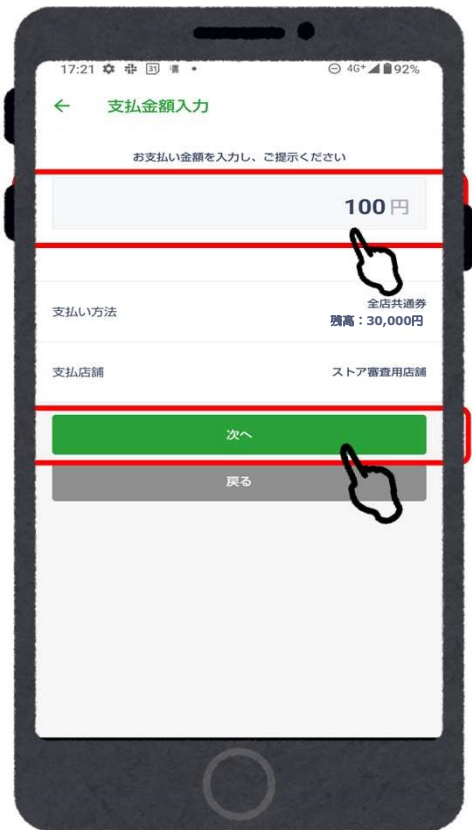 17:21 31
4G+ 92%
← 支払金額入力
お支払い金額を入力し、ご提示ください
100 円
支払い方法
全店共通券
残高：30,000円
支払店舗
ストア審査用店舗
次へ
戻る